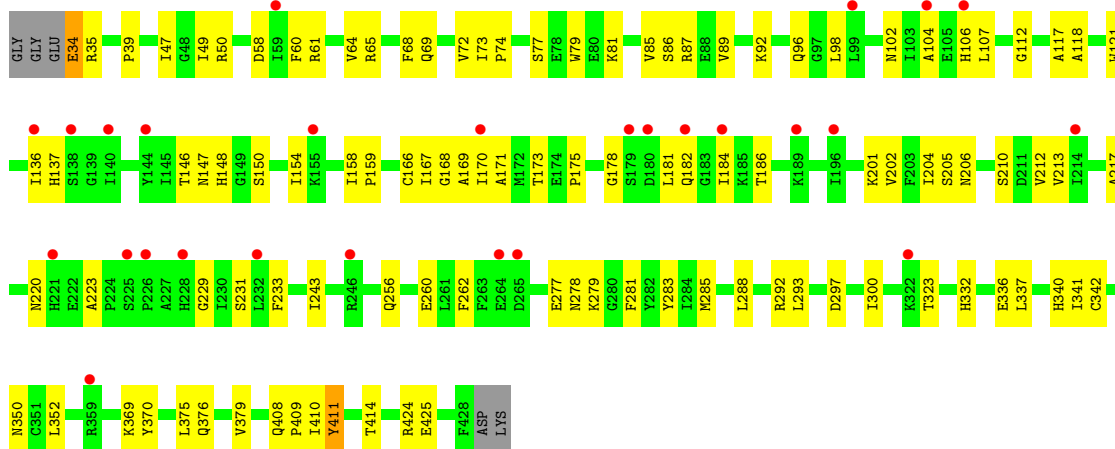 GLY GLY GLU E34 R35 P39 I47 G48 I49 R50 D58 I59 F60 R61 V64 R65 F68 Q69 V72 I73 P74 S77 E78 W79 E80 K81 V85 S86 R87 E88 V89 K92 Q96 G97 L98 L99 N102 I103 A104 E105 H106 L107 G112 A117 A118
I136 H137 S138 G139 I140 Y144 I145 T146 N147 H148 G149 S150 I154 K155 I158 P159 C166 I167 G168 A169 I170 A171 M172 T173 E174 P175 G178 S179 D180 L181 Q182 G183 I184 K185 T186 K189 I196 K201 V202 F203 I204 S205 N206 S210 D211 V212 V213 I214 A217
N220 H221 E222 A223 P224 S225 P226 A227 H228 G229 I230 S231 L232 F233 I243 R246 Q256 E260 L261 F262 F263 E264 D265 E277 N278 K279 G280 F281 Y282 Y283 I284 M285 L288 R292 L293 D297 I300 K322 T323 H332 E336 L337 H340 I341 C342
N350 C351 L352 R359 K369 Y370 L375 Q376 V379 Q408 P409 I410 Y411 T414 R424 E425 F428 ASP LYS